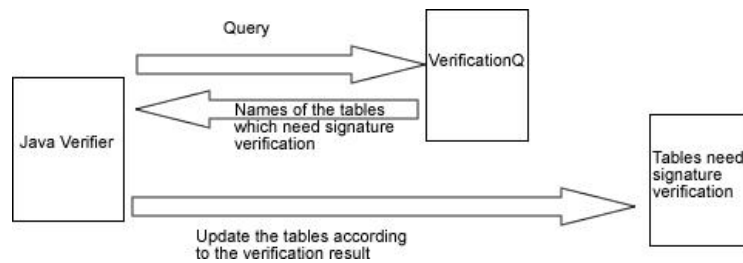 Query
VerificationQ
Names of the tables
which need signature
verification
Java Verifier
Tables need
signature
verification
Update the tables according
to the verification result